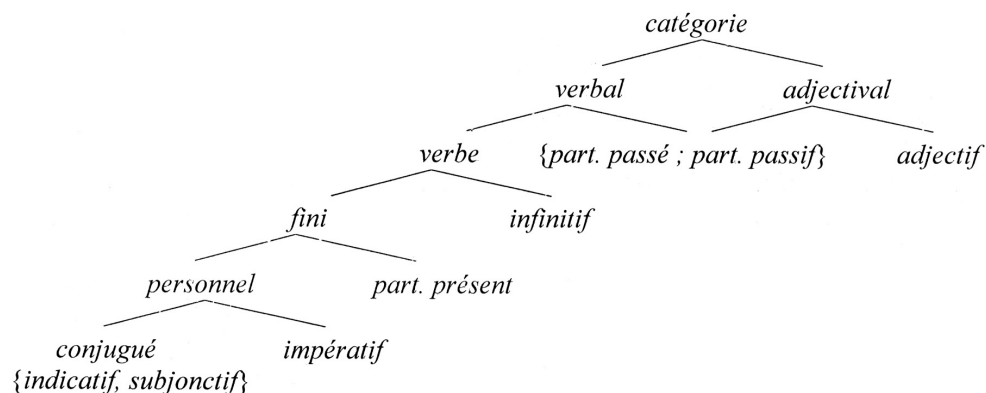 catégorie
verbal adjectival
verbe {part. passé ; part. passif} adjectif
fini infinitif
personnel part. présent
conjugué impératif
{indicatif, subjonctif}